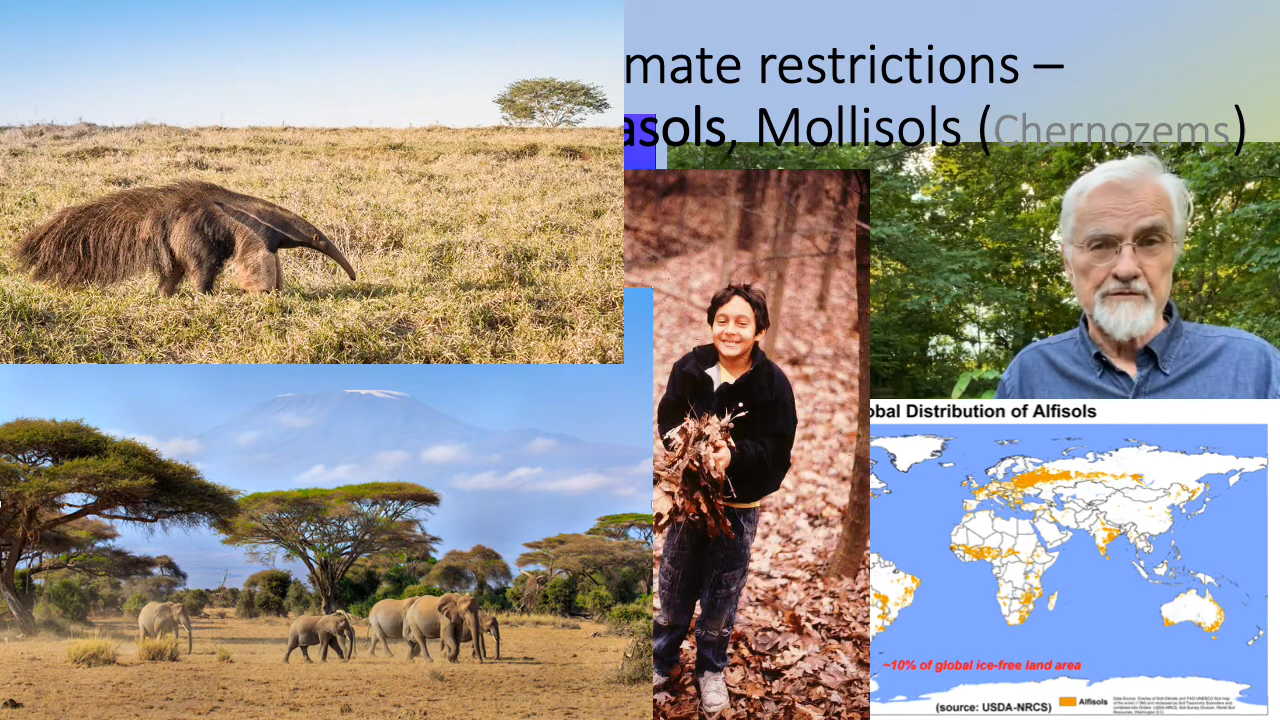 mate restrictions –
asols, Mollisols (Chernozems)
obal Distribution of Alfisols
~10% of global ice-free land area
(source: USDA-NRCS)
Alfisols